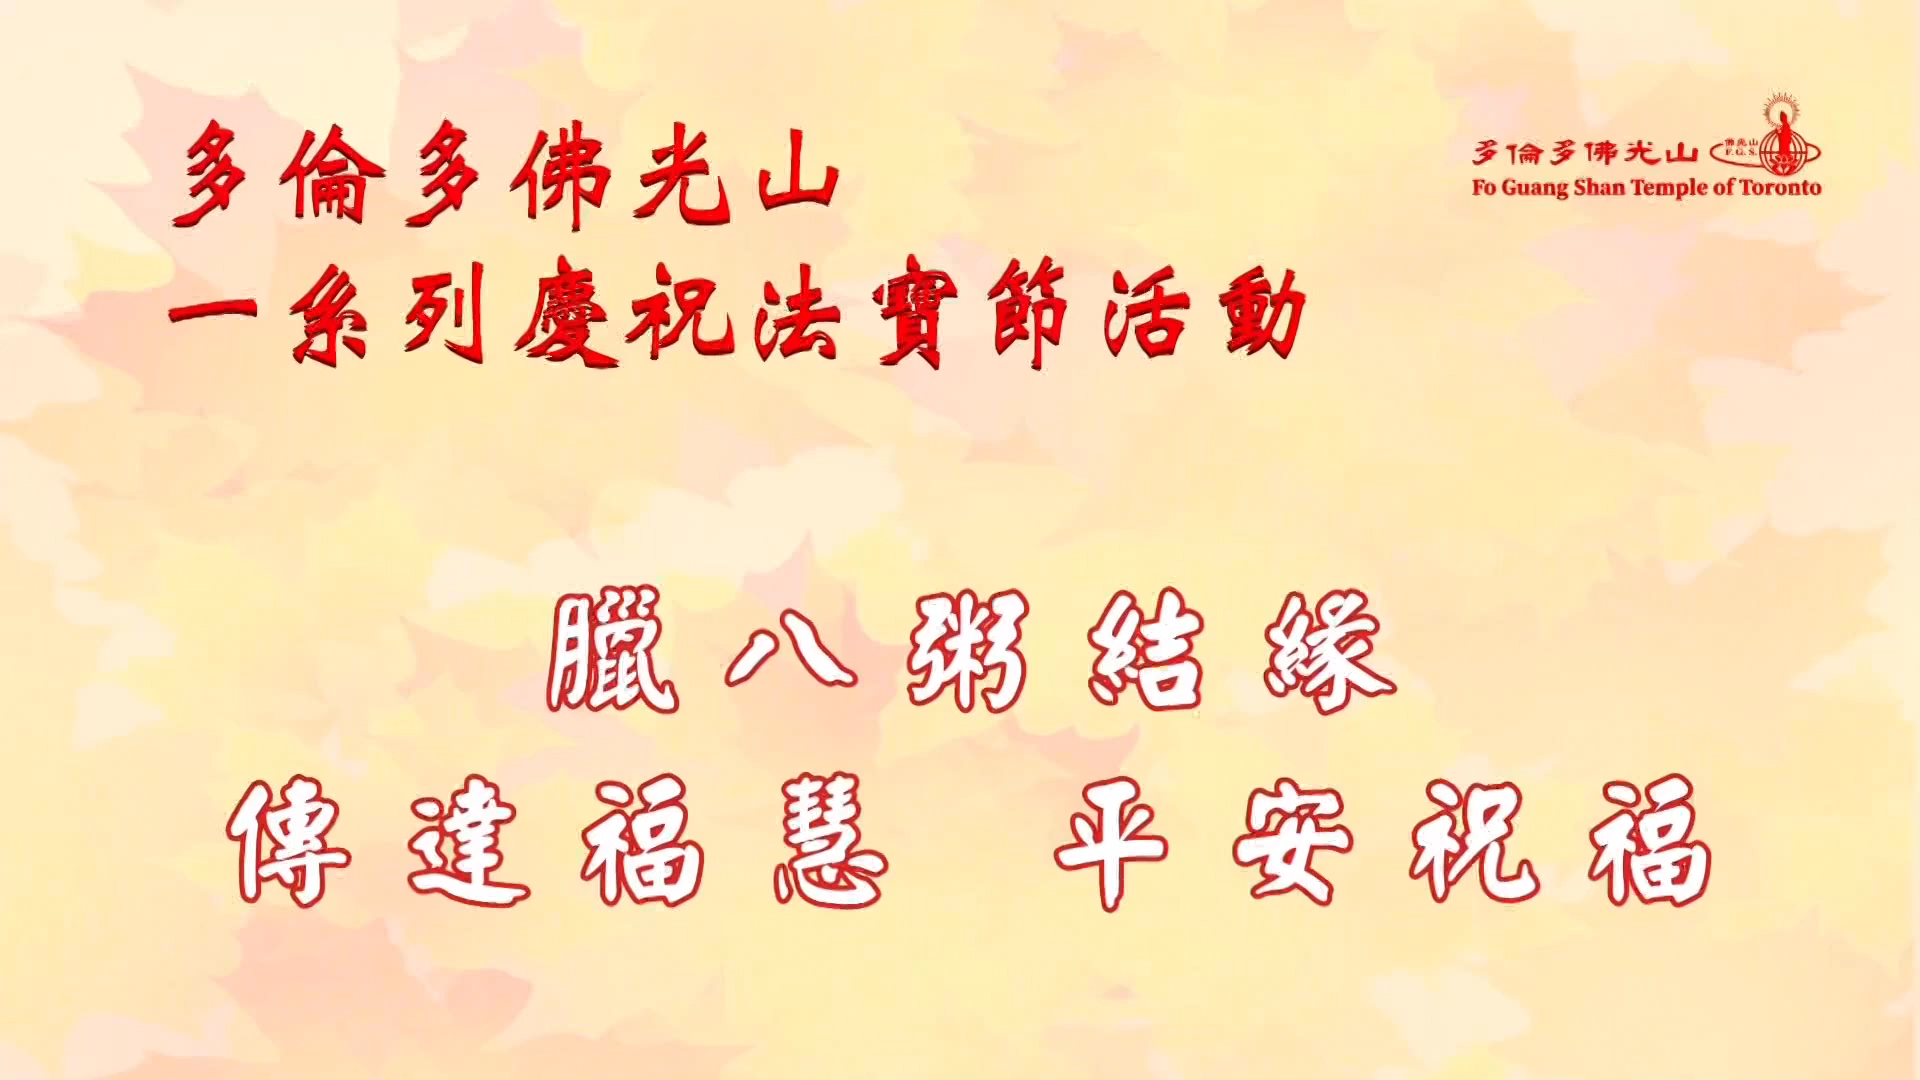 多倫多佛光山
一系列慶祝法寶節活動
多倫多佛光山
佛光山
F.G.S.
Fo Guang Shan Temple of Toronto
臘八粥結緣
傳達福慧 平安祝福